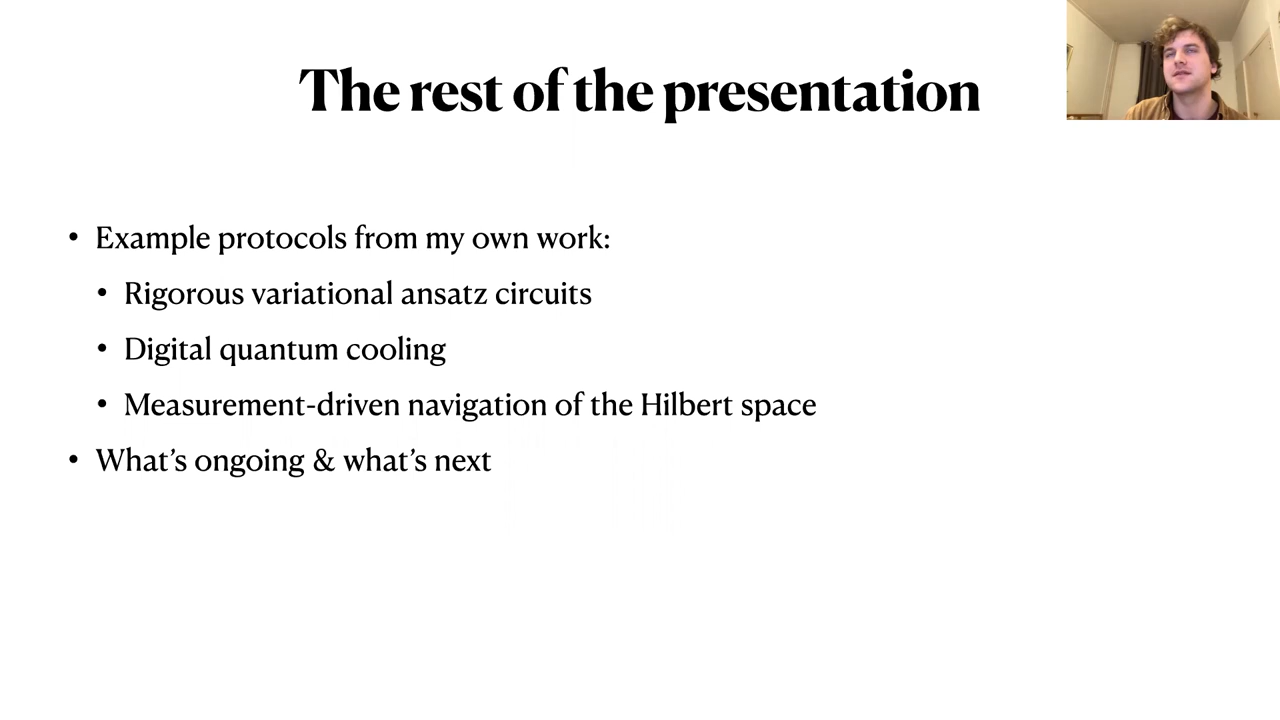 The rest of the presentation
• Example protocols from my own work:
• Rigorous variational ansatz circuits
• Digital quantum cooling
• Measurement-driven navigation of the Hilbert space
• What’s ongoing & what’s next